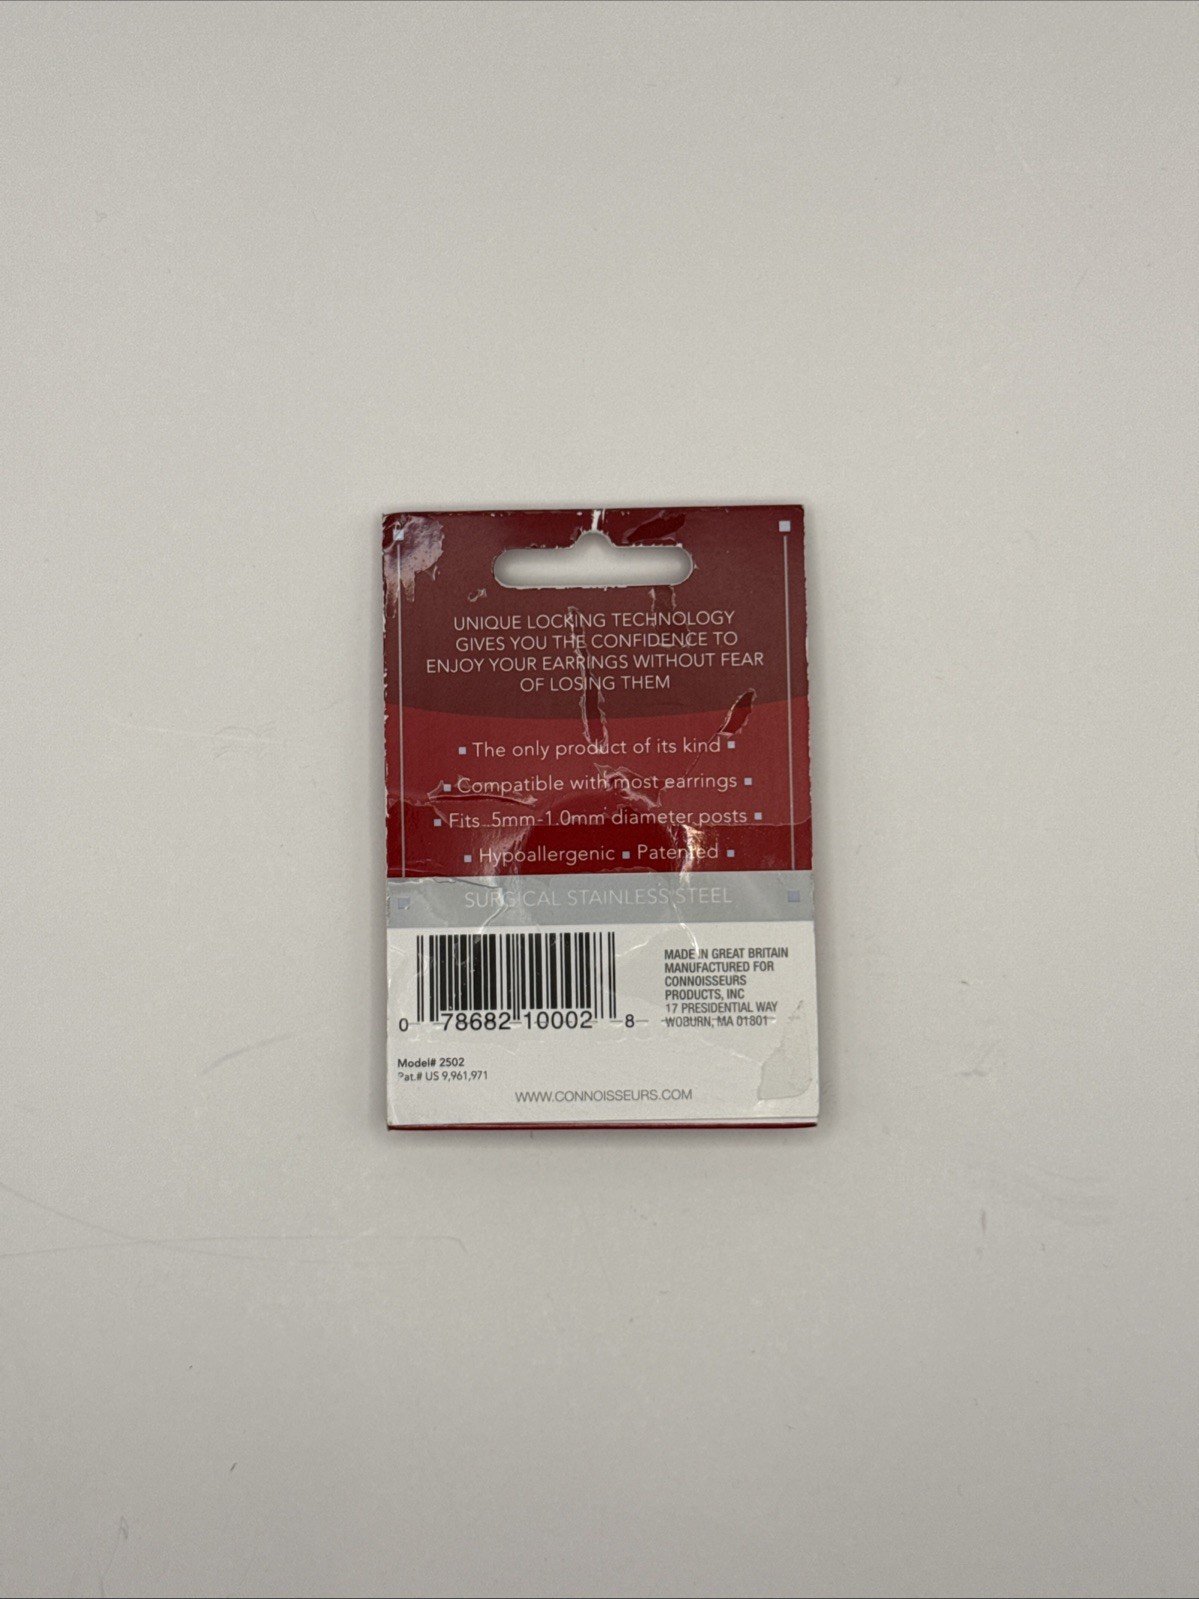 UNIQUE LOCKING TECHNOLOGY
GIVES YOU THE CONFIDENCE TO
ENJOY YOUR EARRINGS WITHOUT FEAR
OF LOSING THEM
▪ The only product of its kind ▪
▪ Compatible with most earrings ▪
▪ Fits .5mm-1.0mm diameter posts ▪
▪ Hypoallergenic ▪ Patented ▪
SURGICAL STAINLESS STEEL
MADE IN GREAT BRITAIN
MANUFACTURED FOR
CONNOISSEURS
PRODUCTS, INC
17 PRESIDENTIAL WAY
WOBURN, MA 01801
0 78682 10002 8
Model# 2502
Pat.# US 9,961,971
WWW.CONNOISSEURS.COM